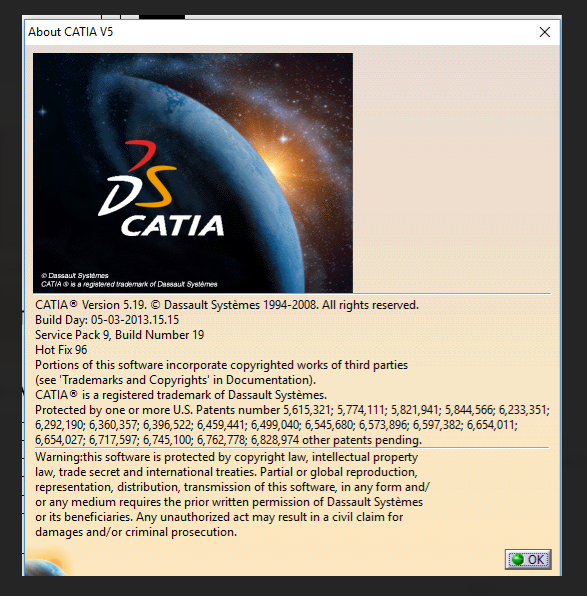 About CATIA V5
DS
CATIA
© Dassault Systèmes
CATIA ® is a registered trademark of Dassault Systèmes
CATIA® Version 5.19. © Dassault Systèmes 1994-2008. All rights reserved.
Build Day: 05-03-2013.15.15
Service Pack 9, Build Number 19
Hot Fix 96
Portions of this software incorporate copyrighted works of third parties
(see 'Trademarks and Copyrights' in Documentation).
CATIA® is a registered trademark of Dassault Systèmes.
Protected by one or more U.S. Patents number 5,615,321; 5,774,111; 5,821,941; 5,844,566; 6,233,351;
6,292,190; 6,360,357; 6,396,522; 6,459,441; 6,499,040; 6,545,680; 6,573,896; 6,597,382; 6,654,011;
6,654,027; 6,717,597; 6,745,100; 6,762,778; 6,828,974 other patents pending.
Warning:this software is protected by copyright law, intellectual property
law, trade secret and international treaties. Partial or global reproduction,
representation, distribution, transmission of this software, in any form and/
or any medium requires the prior written permission of Dassault Systèmes
or its beneficiaries. Any unauthorized act may result in a civil claim for
damages and/or criminal prosecution.
OK